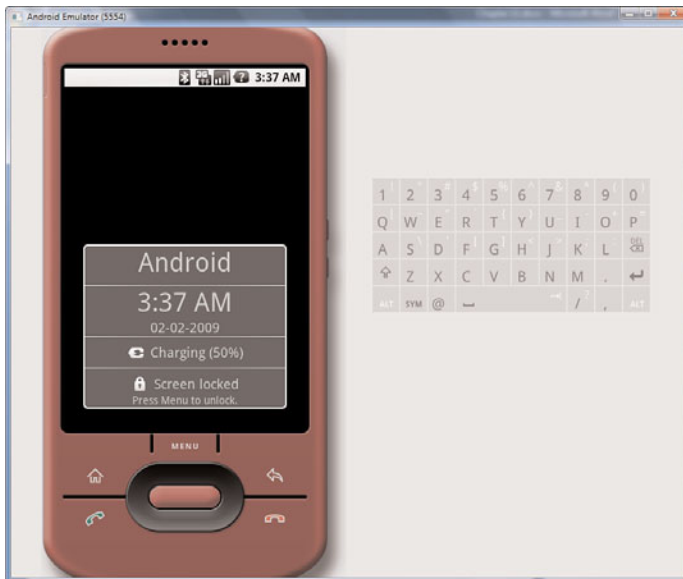 Android Emulator (5554)
3:37 AM
Android
3:37 AM
02-02-2009
Charging (50%)
Screen locked
Press Menu to unlock.
MENU
1 2 3 4 5 6 7 8 9 0
Q W E R T Y U I O P
A S D F G H J K L DEL
Z X C V B N M .
ALT SYM @ / , ALT